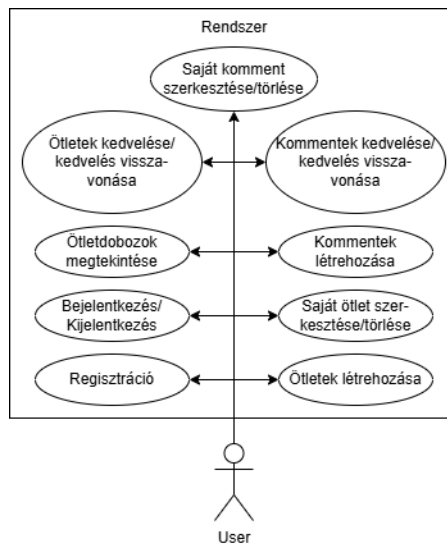 Rendszer
Saját komment
szerkesztése/törlése
Ötletek kedvelése/
kedvelés vissza-
vonása
Kommentek kedvelése/
kedvelés vissza-
vonása
Ötletdobozok
megtekintése
Kommentek
létrehozása
Bejelentkezés/
Kijelentkezés
Saját ötlet szer-
kesztése/törlése
Regisztráció
Ötletek létrehozása
User